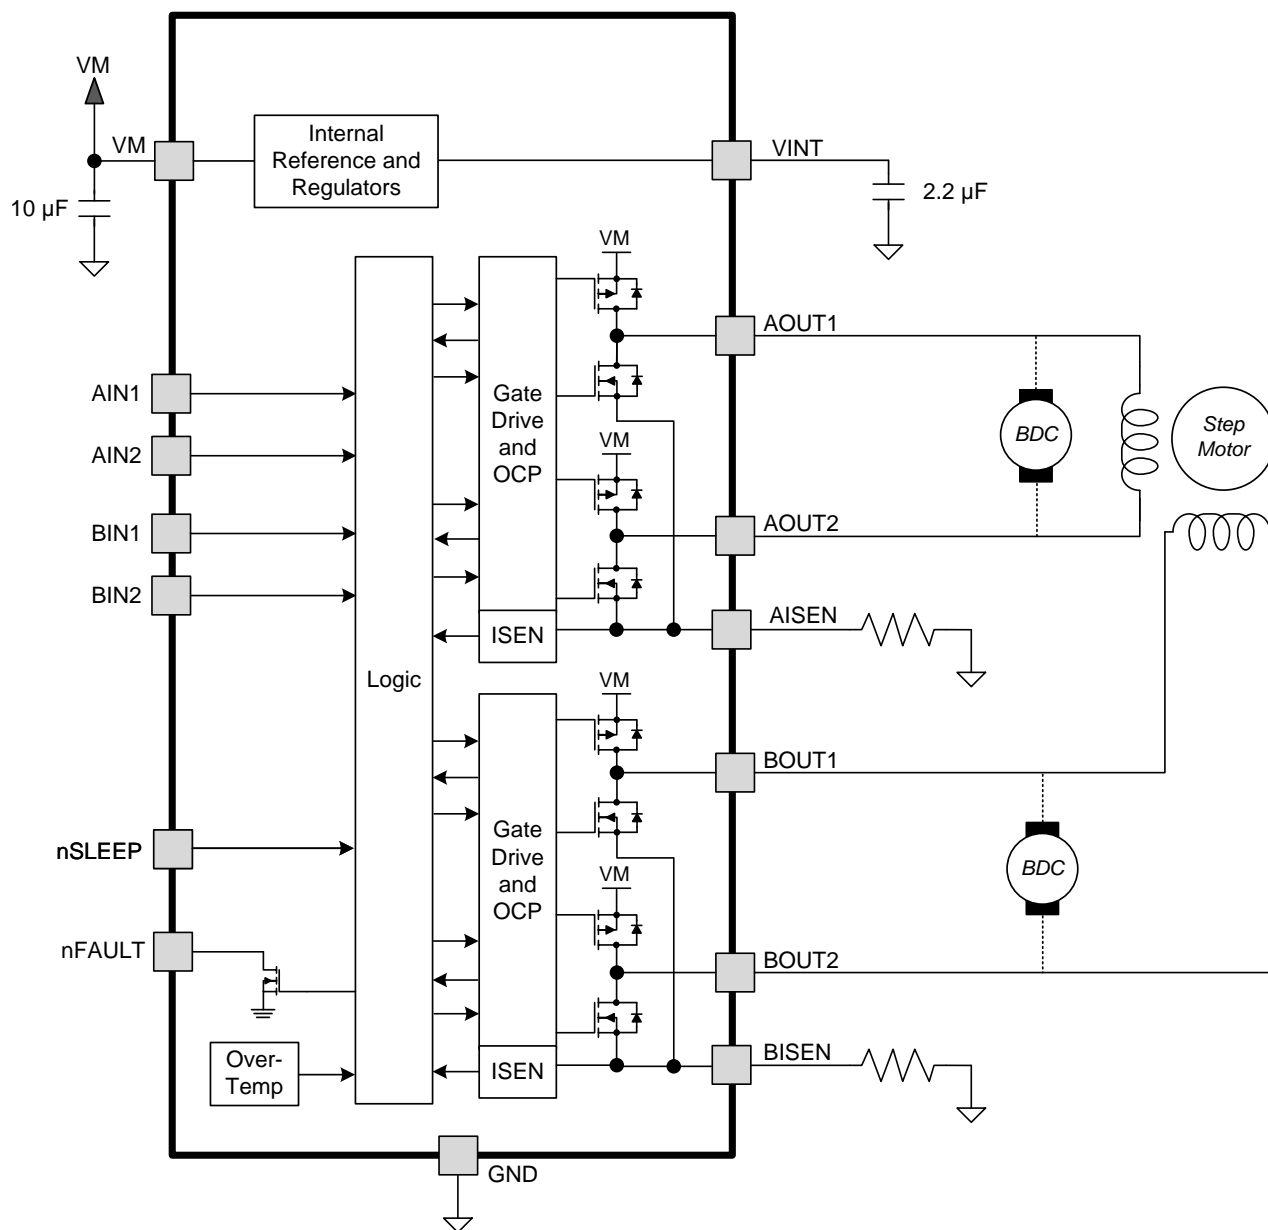 VM
VM
10 µF
Internal
Reference and
Regulators
VINT
2.2 µF
VM
AOUT1
AIN1
AIN2
BIN1
BIN2
Gate
Drive
and
OCP
VM
BDC
Step
Motor
AOUT2
ISEN
AISEN
Logic
VM
BOUT1
nSLEEP
Gate
Drive
and
OCP
VM
BDC
nFAULT
BOUT2
Over-
Temp
ISEN
BISEN
GND